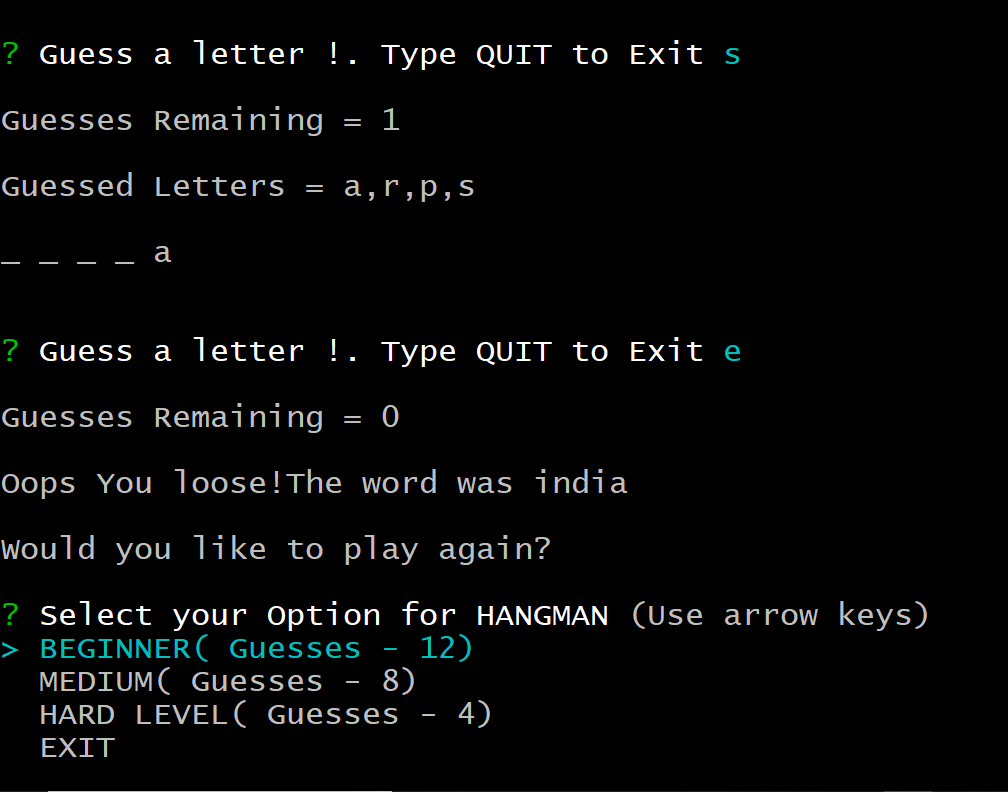 ? Guess a letter !. Type QUIT to Exit s
Guesses Remaining = 1
Guessed Letters = a,r,p,s
_ _ _ _ a
? Guess a letter !. Type QUIT to Exit e
Guesses Remaining = 0
Oops You loose!The word was india
Would you like to play again?
? Select your Option for HANGMAN (Use arrow keys)
> BEGINNER( Guesses - 12)
MEDIUM( Guesses - 8)
HARD LEVEL( Guesses - 4)
EXIT